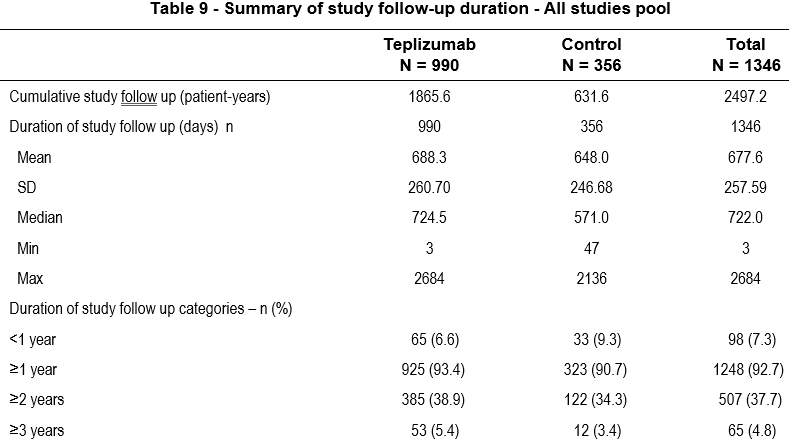 Table 9 - Summary of study follow-up duration - All studies pool
Teplizumab Control Total
N = 990 N = 356 N = 1346
Cumulative study follow up (patient-years) 1865.6 631.6 2497.2
Duration of study follow up (days) n 990 356 1346
Mean 688.3 648.0 677.6
SD 260.70 246.68 257.59
Median 724.5 571.0 722.0
Min 3 47 3
Max 2684 2136 2684
Duration of study follow up categories – n (%)
<1 year 65 (6.6) 33 (9.3) 98 (7.3)
≥1 year 925 (93.4) 323 (90.7) 1248 (92.7)
≥2 years 385 (38.9) 122 (34.3) 507 (37.7)
≥3 years 53 (5.4) 12 (3.4) 65 (4.8)